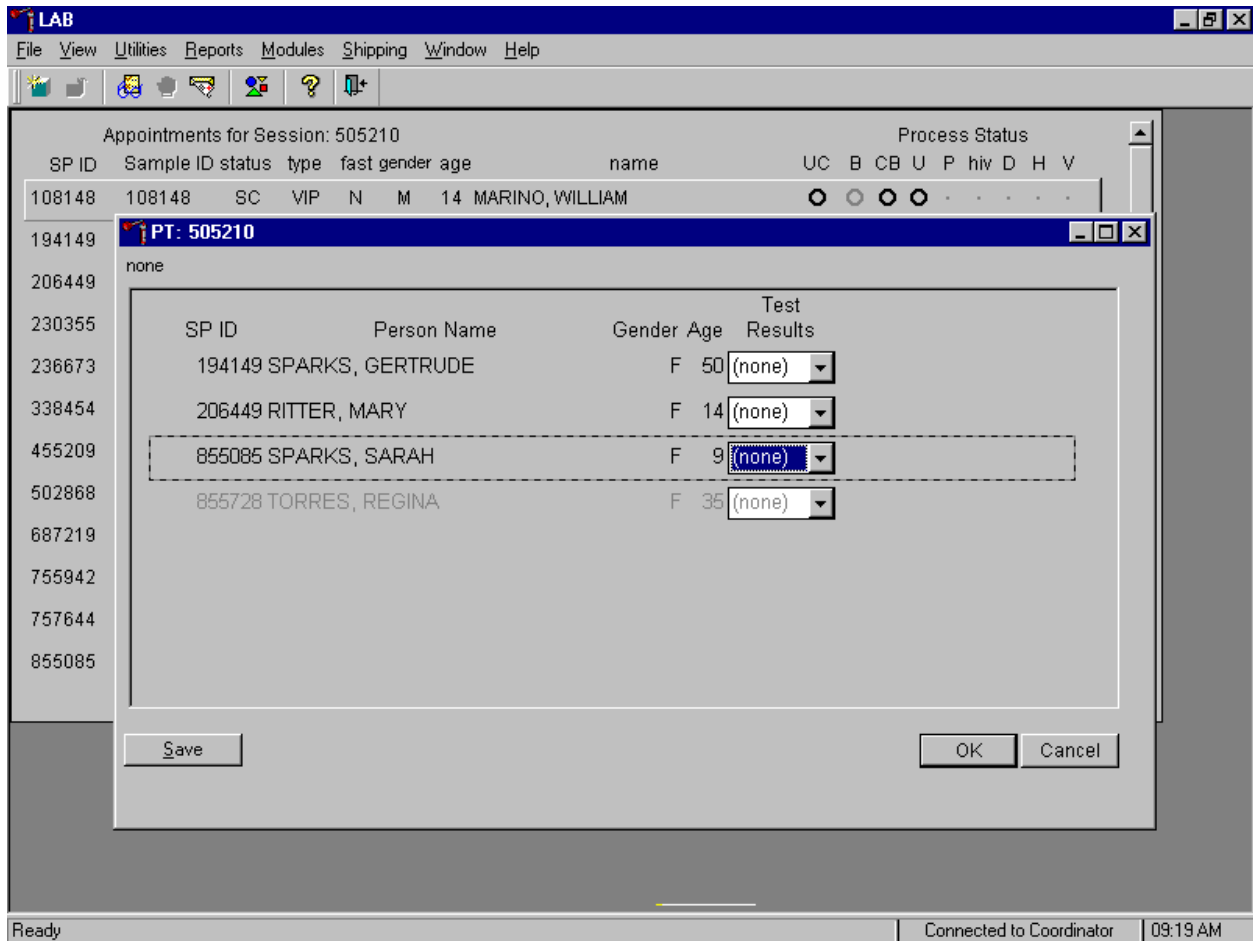 LAB
File View Utilities Reports Modules Shipping Window Help
Appointments for Session: 505210 Process Status
SP ID Sample ID status type fast gender age name UC B CB U P hiv D H V
108148 108148 SC VIP N M 14 MARINO, WILLIAM
194149
206449
230355
236673
338454
455209
502868
687219
755942
757644
855085
PT: 505210
none
Test
SP ID Person Name Gender Age Results
194149 SPARKS, GERTRUDE F 50 (none)
206449 RITTER, MARY F 14 (none)
855085 SPARKS, SARAH F 9 (none)
855728 TORRES, REGINA F 35 (none)
Save OK Cancel
Ready Connected to Coordinator 09:19 AM